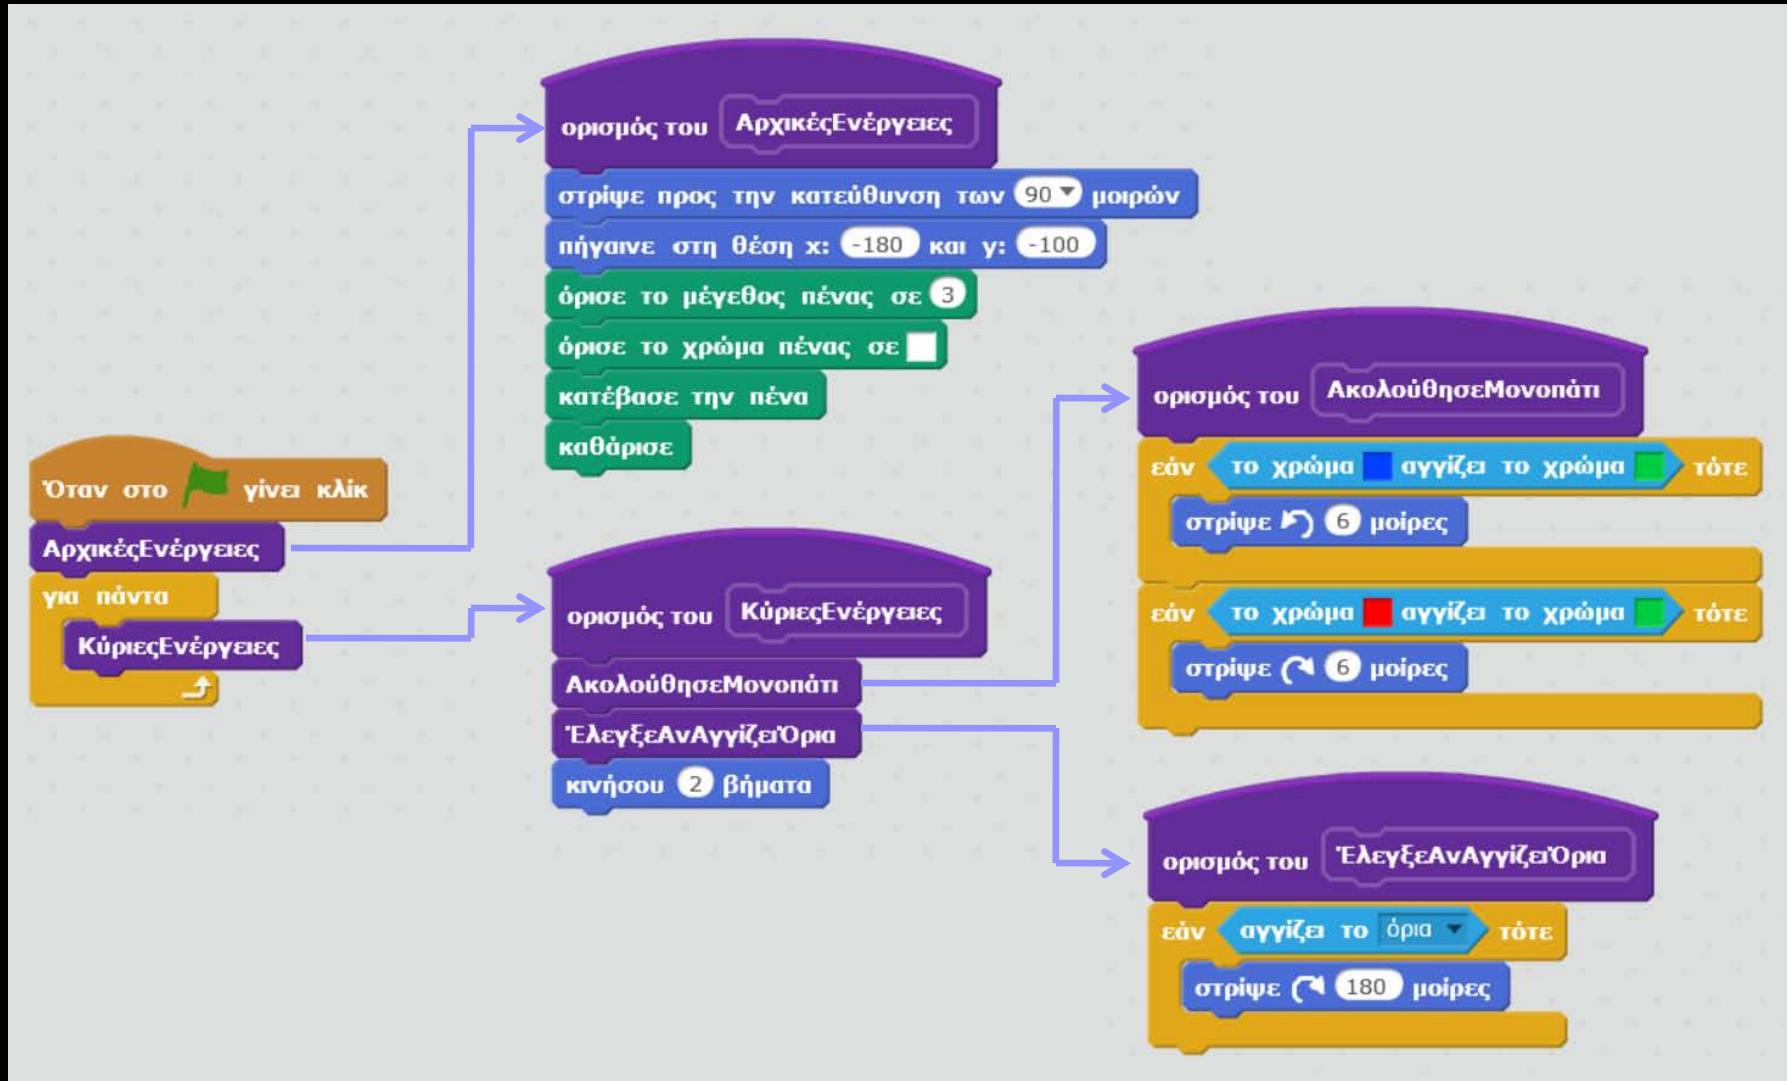 Όταν στο γίνει κλίκ
ΑρχικέςΕνέργειες
για πάντα
ΚύριεςΕνέργειες
ορισμός του ΑρχικέςΕνέργειες
στρίψε προς την κατεύθυνση των 90 μοιρών
πήγαινε στη θέση x: -180 και y: -100
όρισε το μέγεθος πένας σε 3
όρισε το χρώμα πένας σε
κατέβασε την πένα
καθάρισε
ορισμός του ΚύριεςΕνέργειες
ΑκολούθησεΜονοπάτι
ΈλεγξεΑνΑγγίζειΌρια
κινήσου 2 βήματα
ορισμός του ΑκολούθησεΜονοπάτι
εάν το χρώμα αγγίζει το χρώμα τότε
στρίψε 6 μοίρες
εάν το χρώμα αγγίζει το χρώμα τότε
στρίψε 6 μοίρες
ορισμός του ΈλεγξεΑνΑγγίζειΌρια
εάν αγγίζει το όρια τότε
στρίψε 180 μοίρες